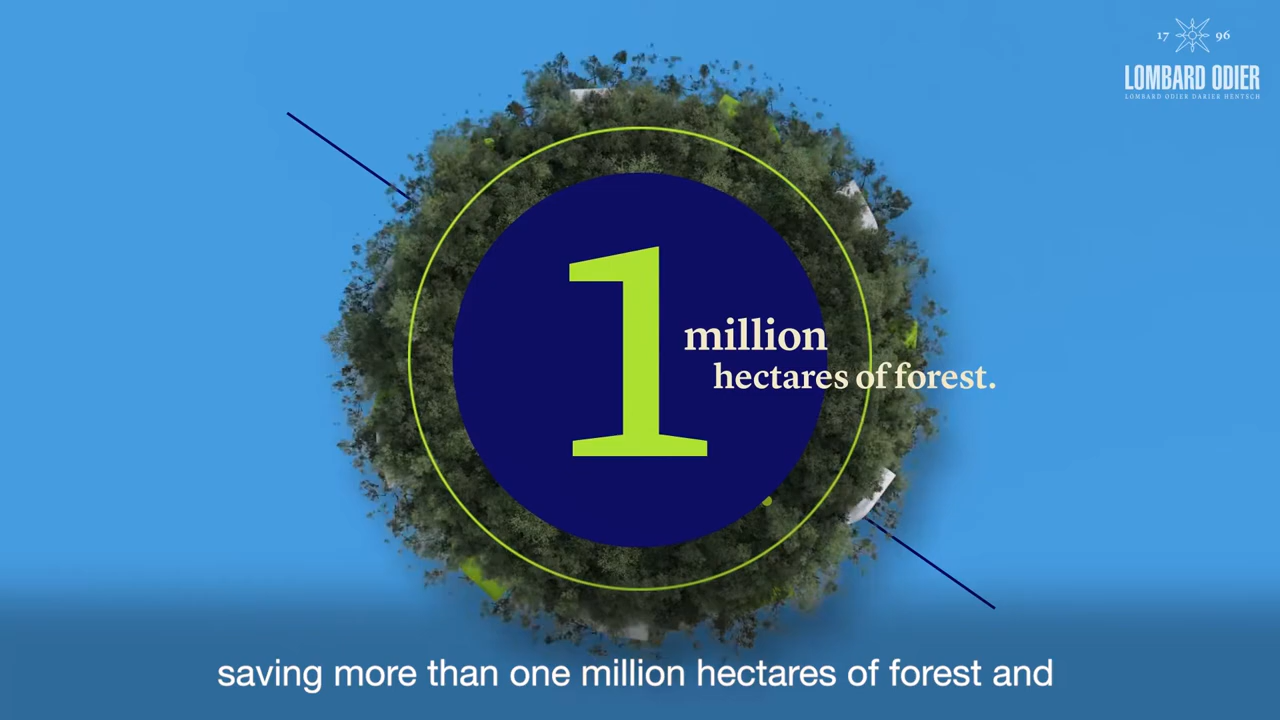 17 96
LOMBARD ODIER
LOMBARD ODIER DARIER HENTSCH
1
million
hectares of forest.
saving more than one million hectares of forest and